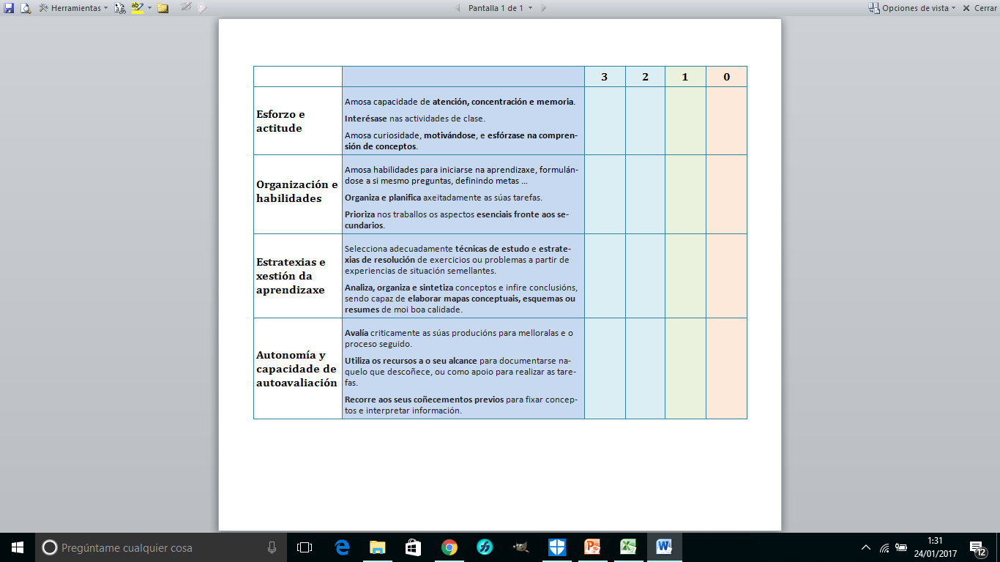 Herramientas
Pantalla 1 de 1
Opciones de vista
Cerrar
3 2 1 0
Esforzo e
actitude
Amosa capacidade de atención, concentración e memoria.
Interésase nas actividades de clase.
Amosa curiosidade, motivándose, e esfórzase na compren-
sión de conceptos.
Organización e
habilidades
Amosa habilidades para iniciarse na aprendizaxe, formulán-
dose a si mesmo preguntas, definindo metas ...
Organiza e planifica axeitadamente as súas tarefas.
Prioriza nos traballos os aspectos esenciais fronte aos se-
cundarios.
Estratexias e
xestión da
aprendizaxe
Selecciona adecuadamente técnicas de estudo e estrate-
xias de resolución de exercicios ou problemas a partir de
experiencias de situación semellantes.
Analiza, organiza e sintetiza conceptos e infire conclusións,
sendo capaz de elaborar mapas conceptuais, esquemas ou
resumes de moi boa calidade.
Autonomía y
capacidade de
autoavaliación
Avalía criticamente as súas producións para melloralas e o
proceso seguido.
Utiliza os recursos a o seu alcance para documentarse na-
quelo que descoñece, ou como apoio para realizar as tare-
fas.
Recorre aos seus coñecementos previos para fixar concep-
tos e interpretar información.
Pregúntame cualquier cosa
1:31
24/01/2017
12